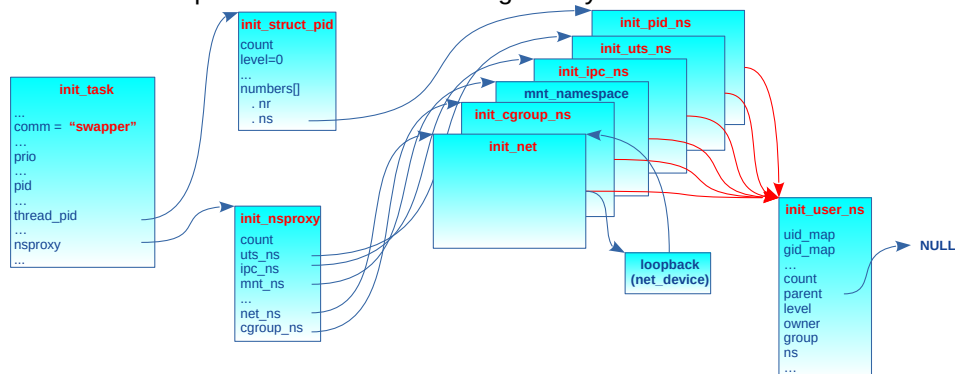 init_task
...
comm = “swapper”
...
prio
...
pid
...
thread_pid
...
nsproxy
...
init_struct_pid
count
level=0
...
numbers[]
. nr
. ns
init_nsproxy
count
uts_ns
ipc_ns
mnt_ns
...
net_ns
cgroup_ns
init_pid_ns
init_uts_ns
init_ipc_ns
mnt_namespace
init_cgroup_ns
init_net
loopback
(net_device)
init_user_ns
uid_map
gid_map
...
count
parent
level
owner
group
ns
...
NULL